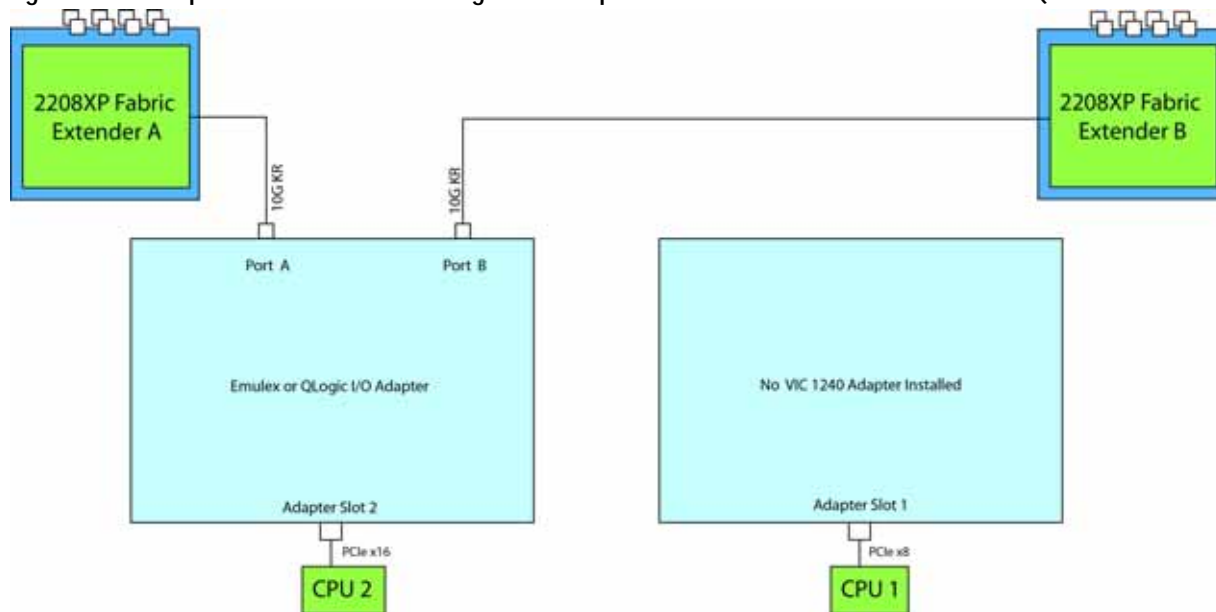 2208XP Fabric
Extender A
2208XP Fabric
Extender B
10G KR
10G KR
Port A
Port B
Emulex or QLogic I/O Adapter
No VIC 1240 Adapter Installed
Adapter Slot 2
Adapter Slot 1
PCIe x16
PCIe x8
CPU 2
CPU 1